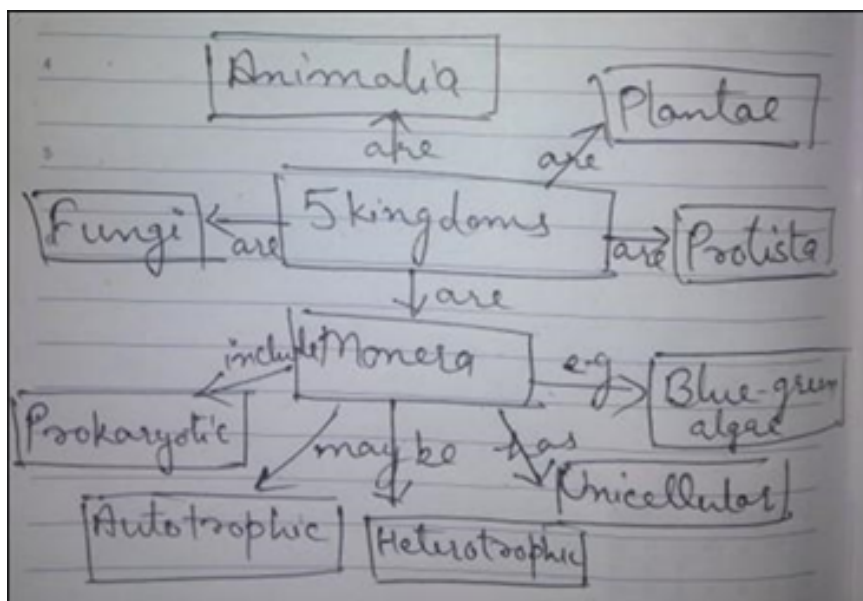 Animalia
Plantae
are
are
5 kingdoms
Fungi
are
are
Protista
are
include
Monera
e.g
Blue-green
algae
Prokaryotic
may be
has
Unicellular
Autotrophic
Heterotrophic